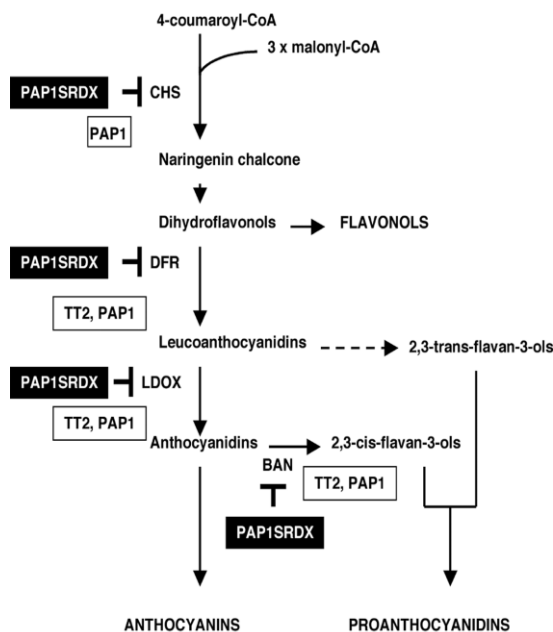 4-coumaroyl-CoA
3 x malonyl-CoA
PAP1SRDX
CHS
PAP1
Naringenin chalcone
Dihydroflavonols
FLAVONOLS
PAP1SRDX
DFR
TT2, PAP1
Leucoanthocyanidins
2,3-trans-flavan-3-ols
PAP1SRDX
LDOX
TT2, PAP1
Anthocyanidins
2,3-cis-flavan-3-ols
BAN
TT2, PAP1
PAP1SRDX
ANTHOCYANINS
PROANTHOCYANIDINS